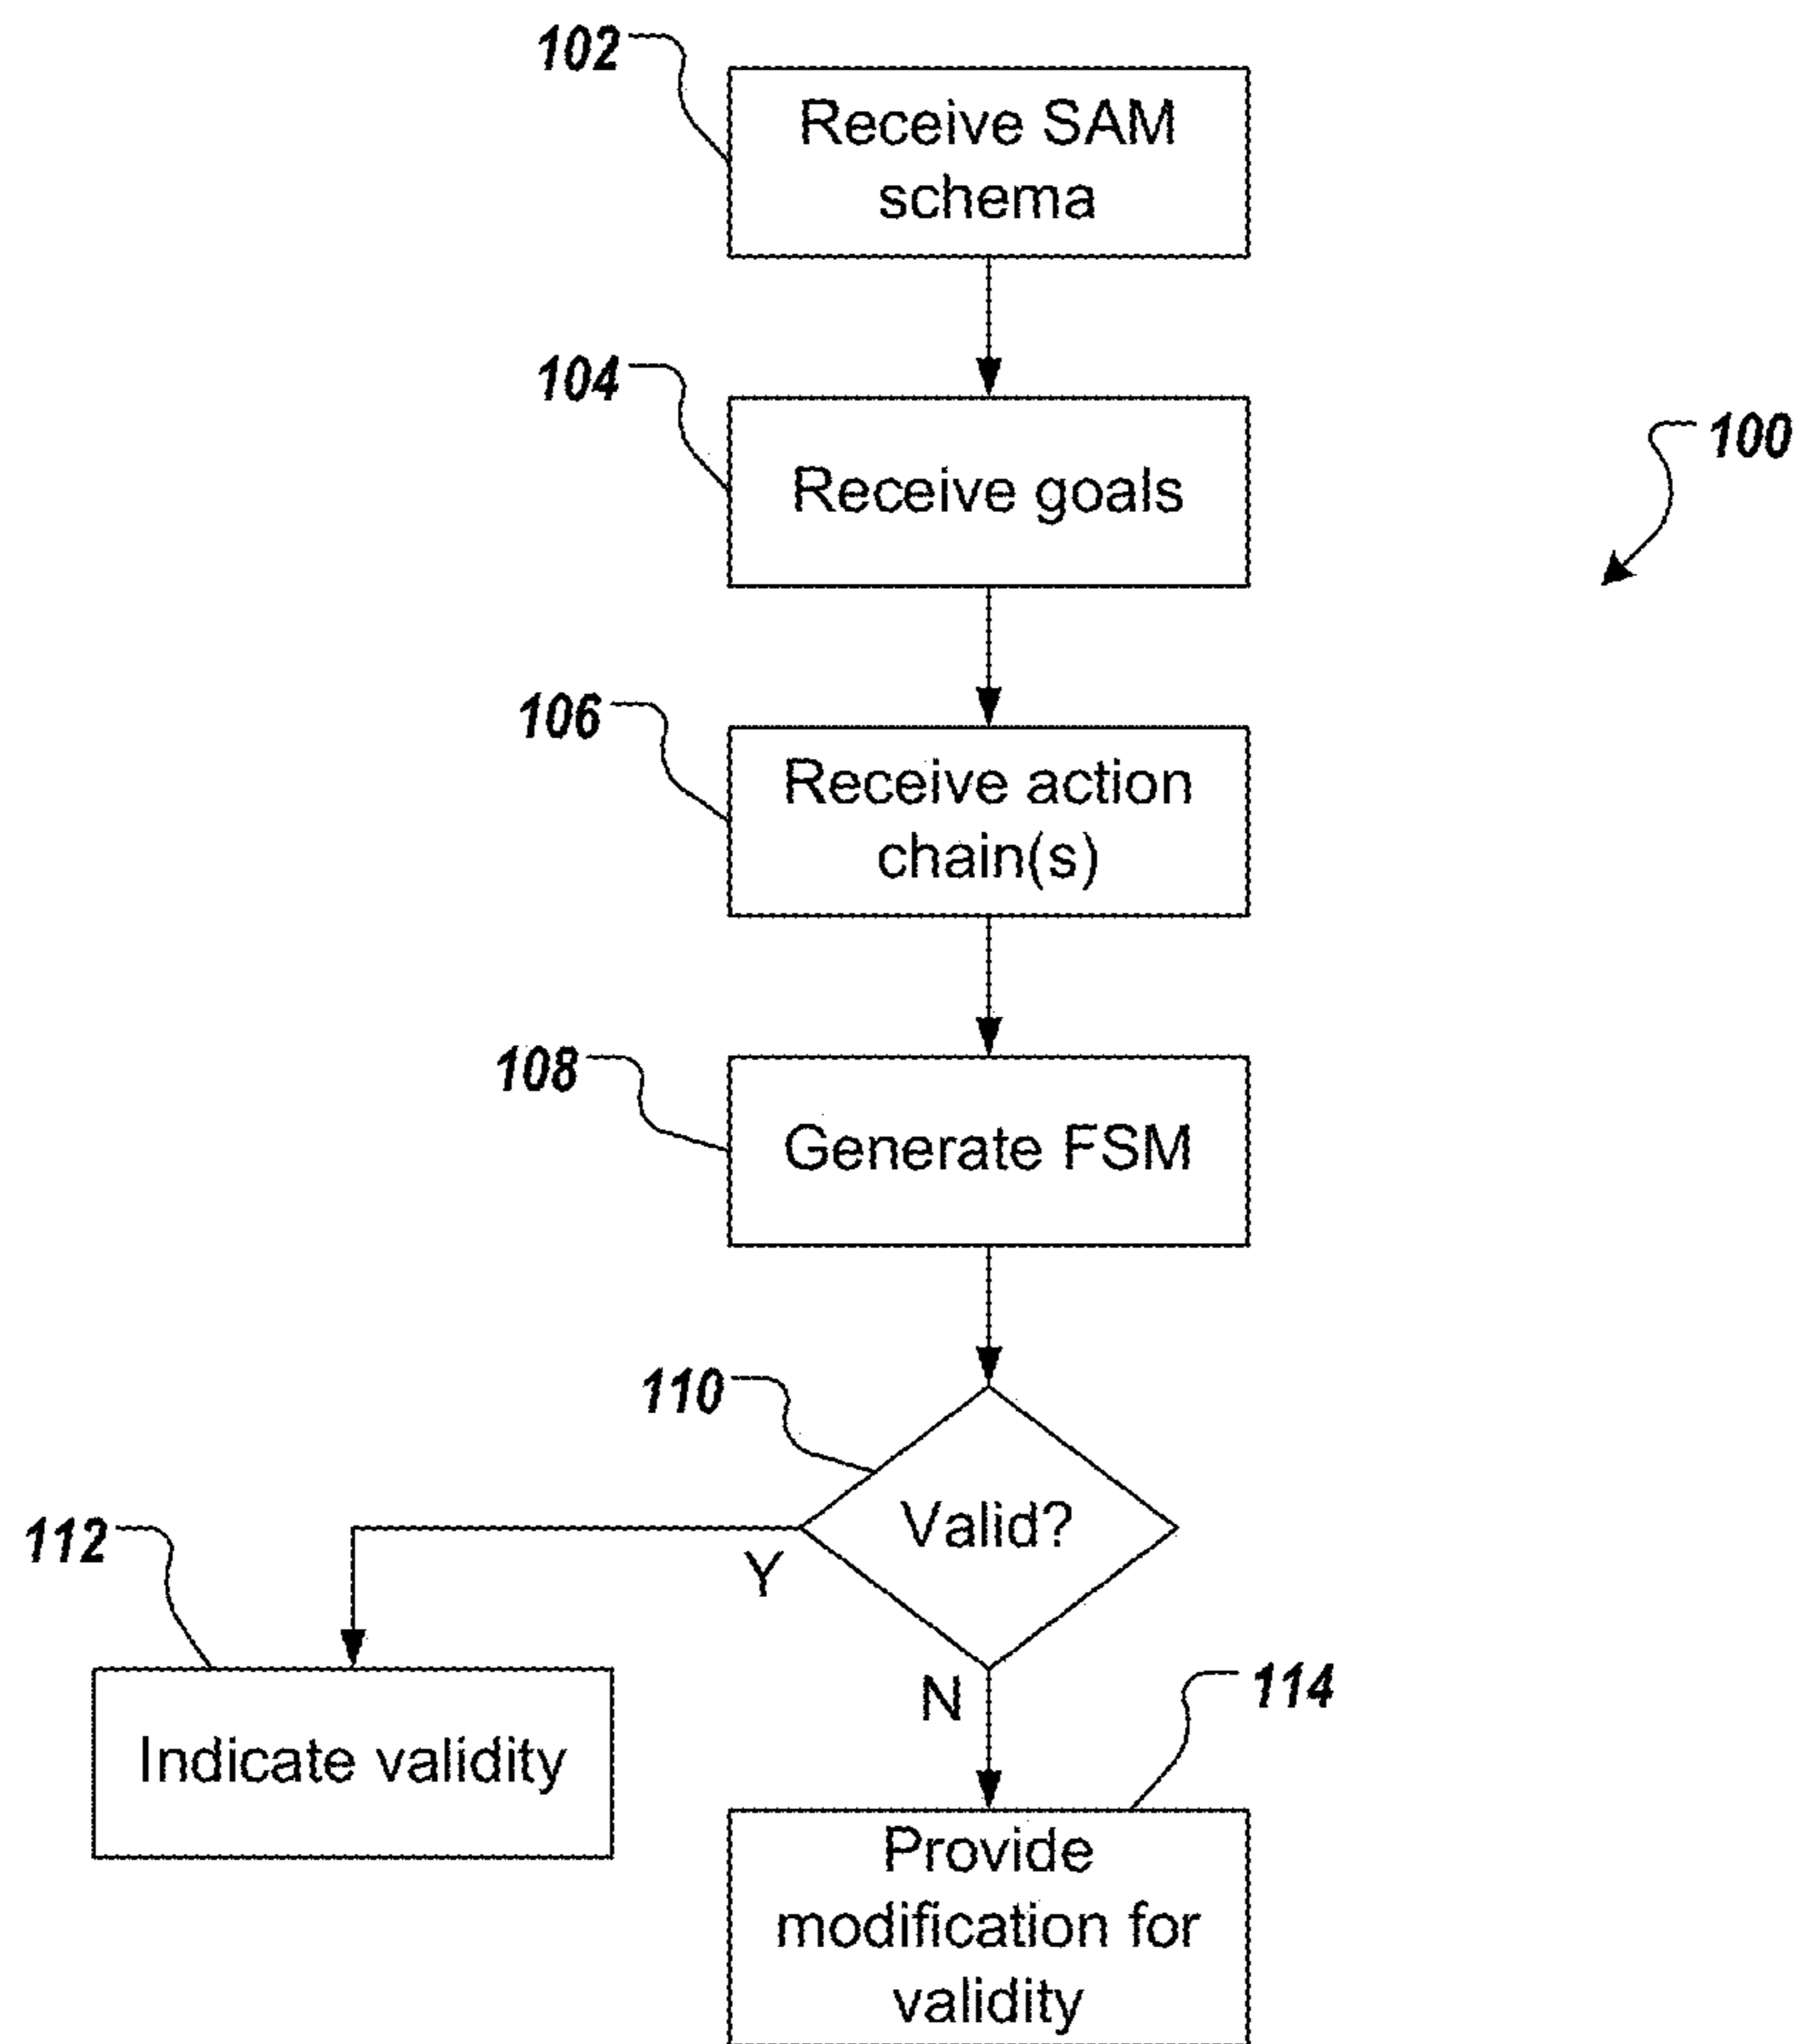 102
Receive SAM
schema
104
Receive goals
100
106
Receive action
chain(s)
108
Generate FSM
110
Valid?
112
Y
N
114
Indicate validity
Provide
modification for
validity